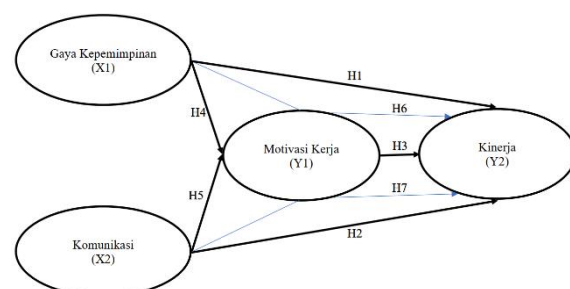 Gaya Kepemimpinan
(X1)
H1
H4
H6
Motivasi Kerja
(Y1)
H3
Kinerja
(Y2)
H5
H7
H2
Komunikasi
(X2)